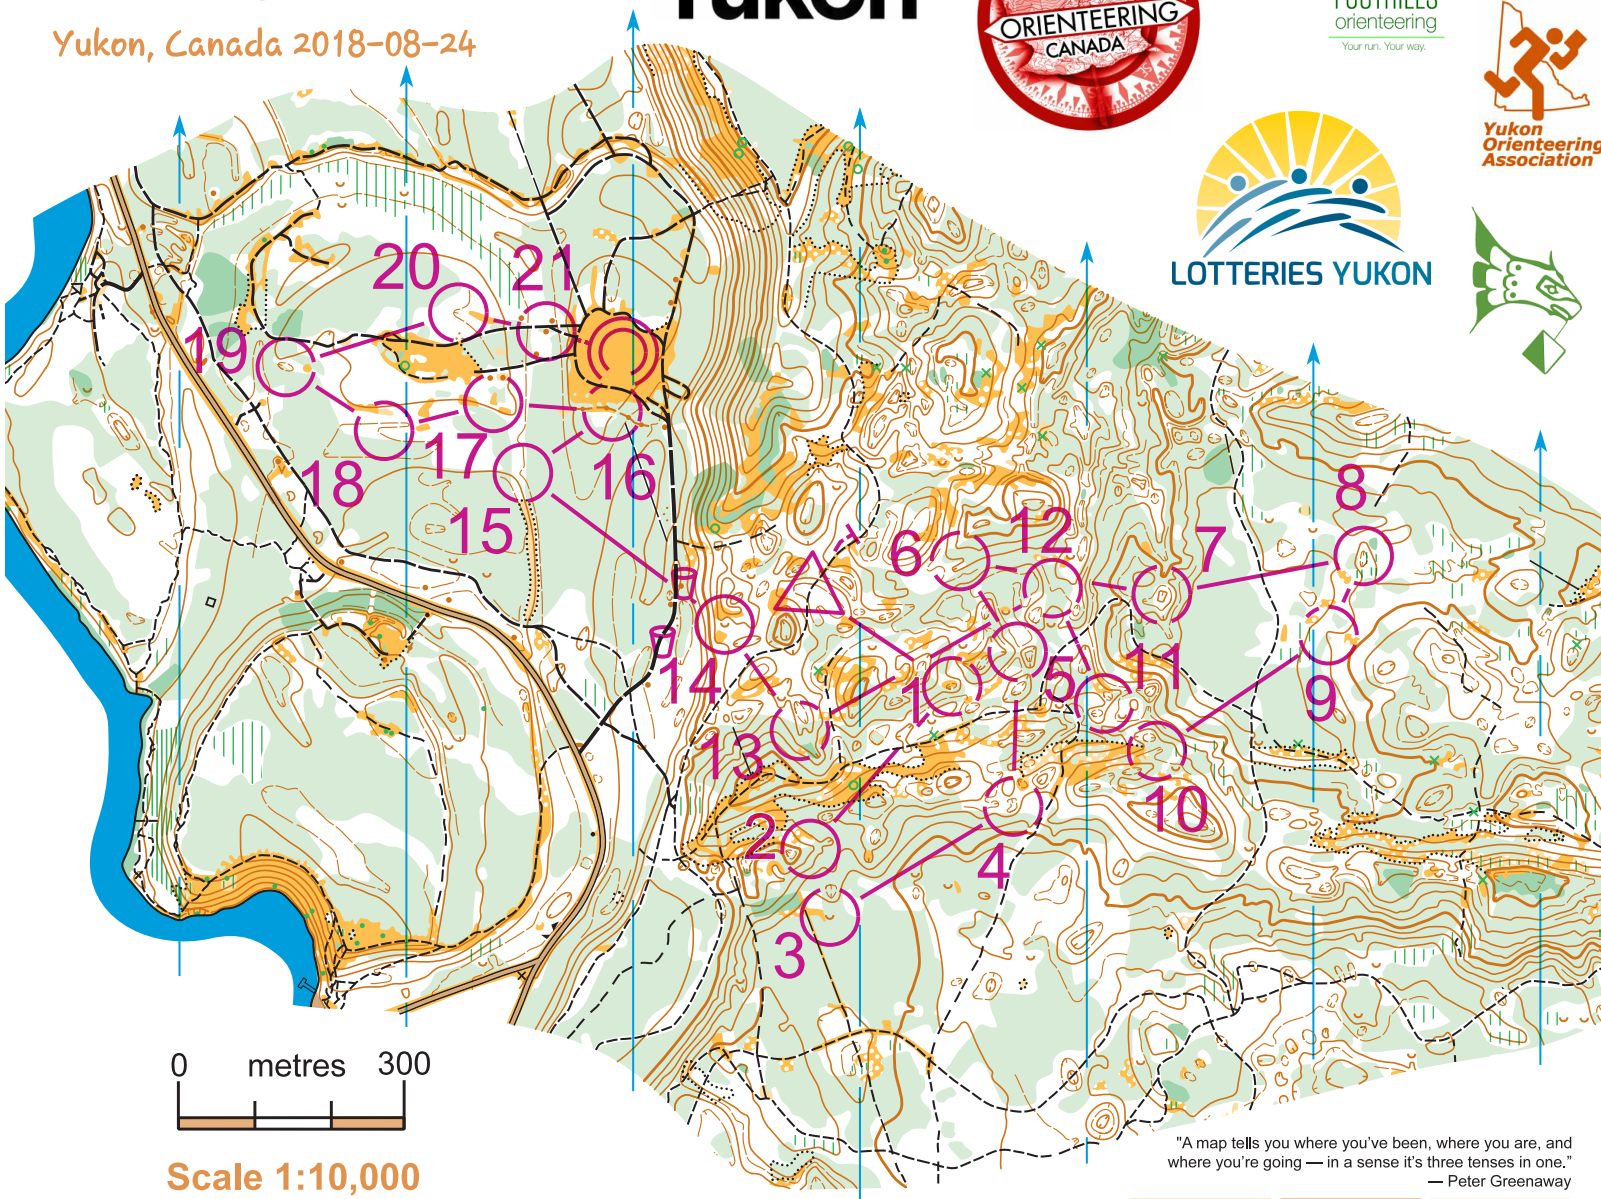 Yukon
Yukon, Canada 2018-08-24
ORIENTEERING
CANADA
FOOTHILLS
orienteering
Your run. Your way.
Yukon
Orienteering
Association
LOTTERIES YUKON
20
21
19
18
17
16
15
14
13
12
11
10
9
8
7
6
5
4
3
2
1
0 metres 300
Scale 1:10,000
"A map tells you where you've been, where you are, and
where you're going — in a sense it's three tenses in one."
— Peter Greenaway